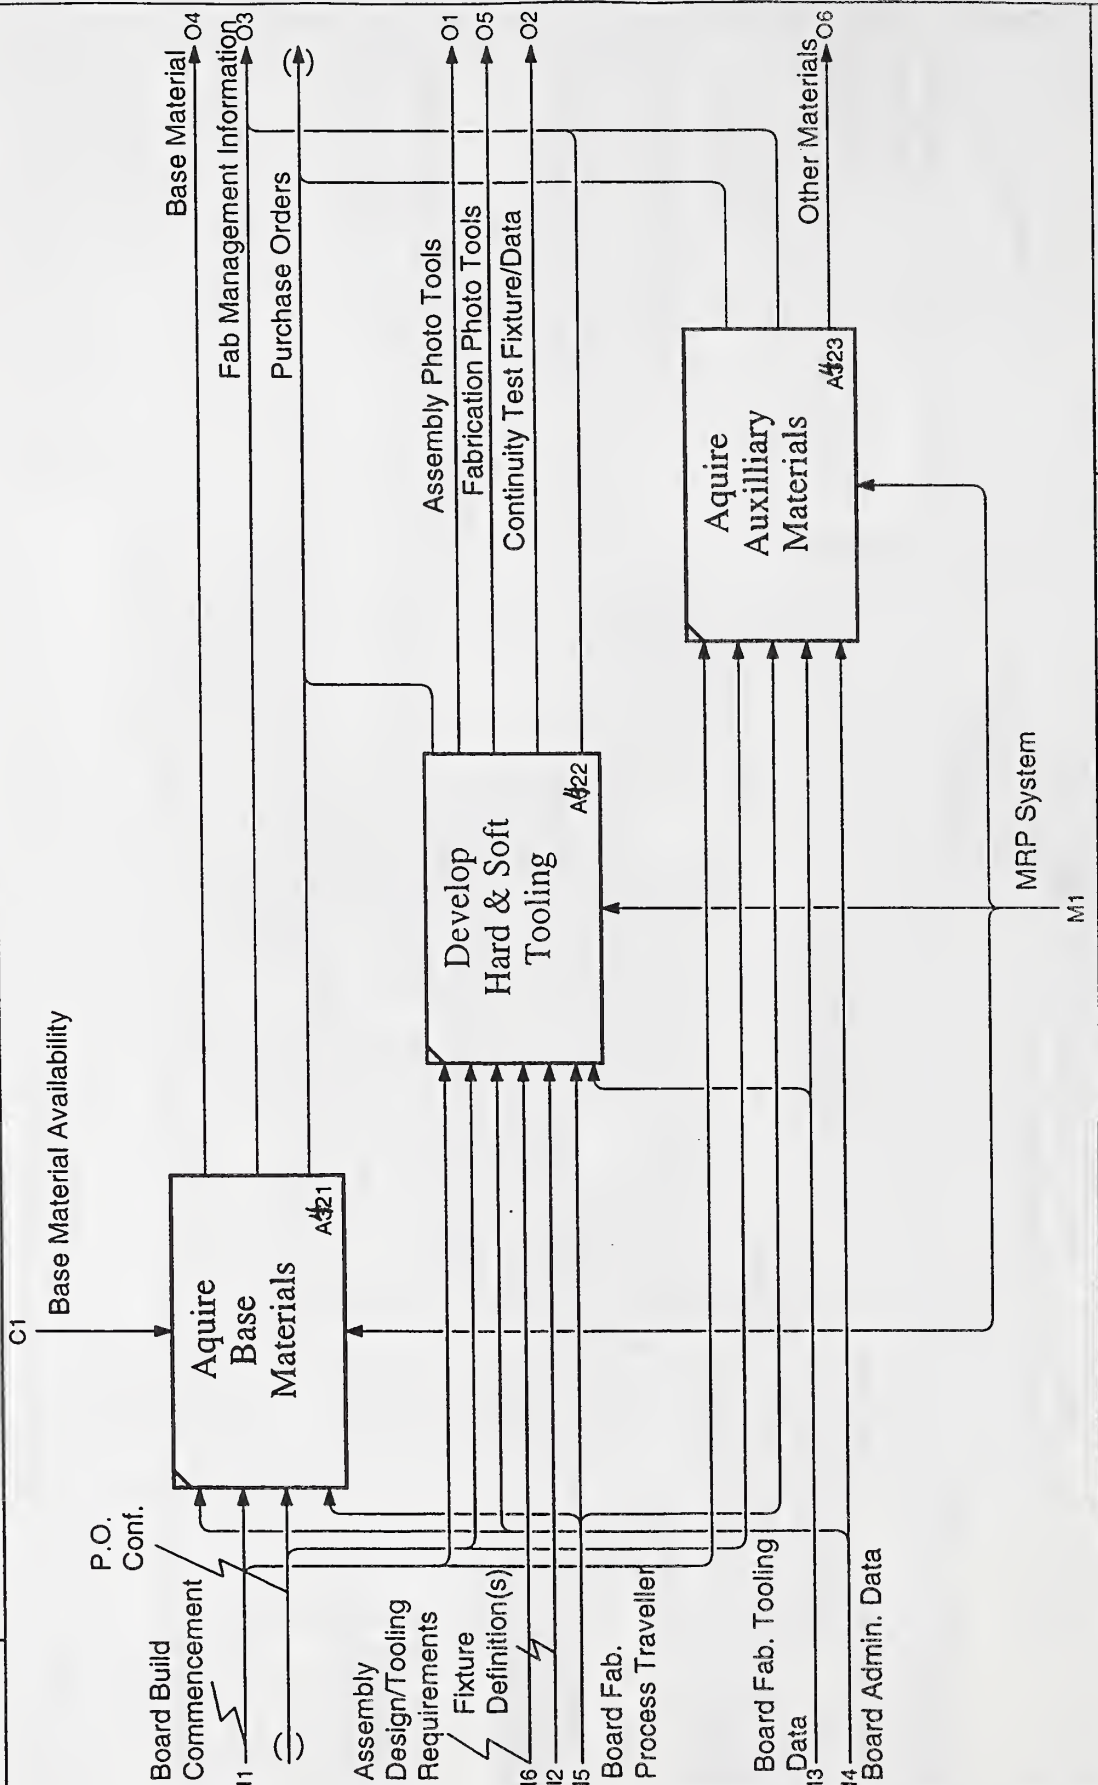 C1
Base Material Availability
Base Material
O4
Fab Management Information
O3
Purchase Orders
()
P.O.
Conf.
Board Build
Commencement
I1
()
Aquire
Base
Materials
Assembly Photo Tools
O1
Fabrication Photo Tools
O5
Continuity Test Fixture/Data
O2
Assembly
Design/Tooling
Requirements
Fixture
Definition(s)
I6
I2
I5
Board Fab.
Process Traveller
Develop
Hard & Soft
Tooling
Aquire
Auxilliary
Materials
Other Materials
O6
Board Fab. Tooling
Data
I3
I4
Board Admin. Data
MRP System
M1